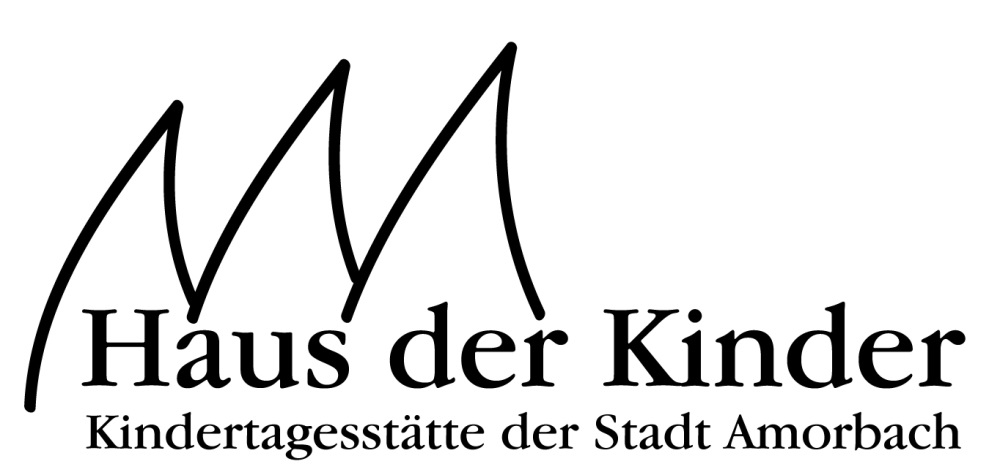 Haus der Kinder
Kindertagesstätte der Stadt Amorbach